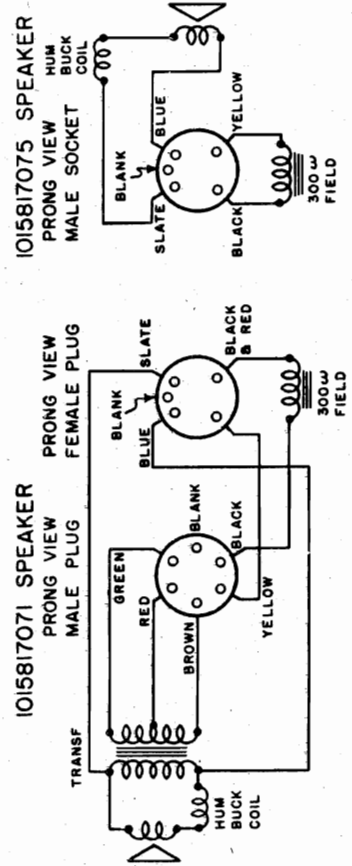 1015817075 SPEAKER
PRONG VIEW
MALE SOCKET
HUM
BUCK
COIL
BLUE
YELLOW
BLANK
SLATE
BLACK
300 ω
FIELD
1015817071 SPEAKER
PRONG VIEW
MALE PLUG
PRONG VIEW
FEMALE PLUG
SLATE
BLACK
& RED
BLANK
BLUE
300 ω
FIELD
BLANK
BLACK
GREEN
RED
BROWN
YELLOW
TRANSF
HUM
BUCK
COIL